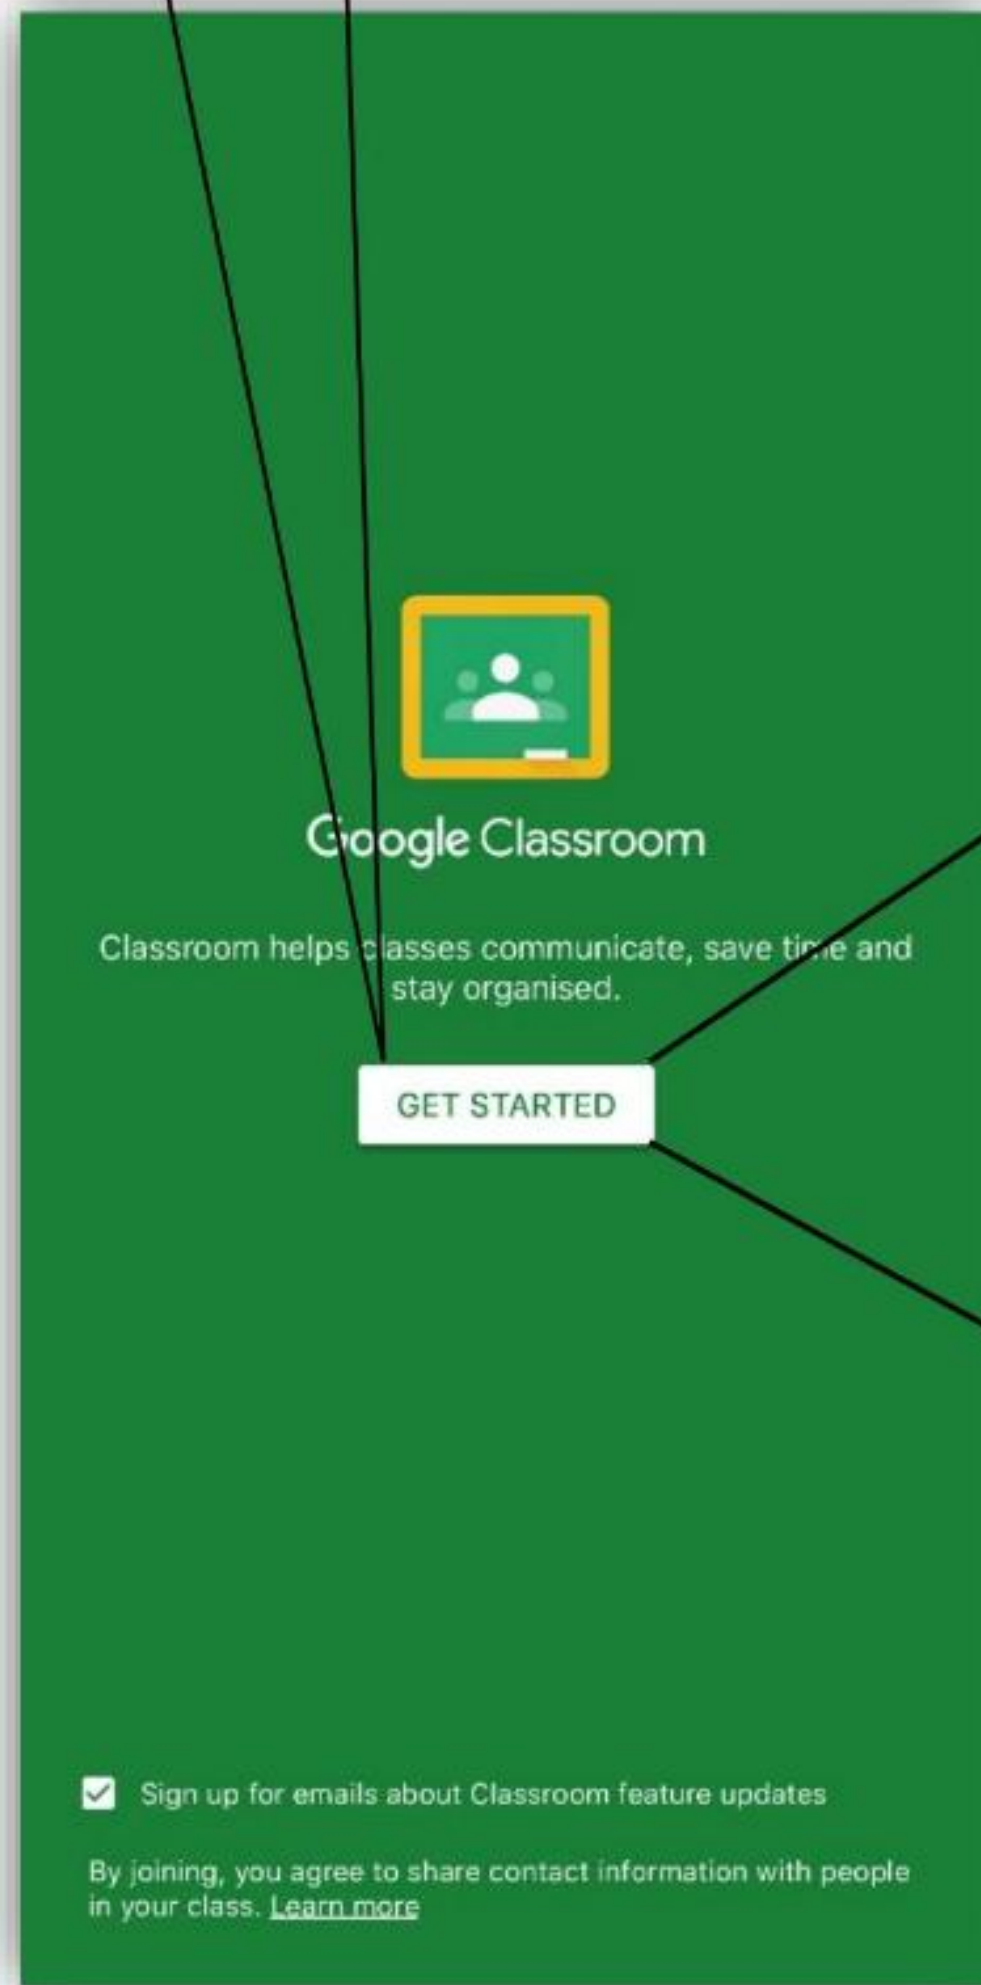 Google Classroom
Classroom helps classes communicate, save time and
stay organised.
GET STARTED
Sign up for emails about Classroom feature updates
By joining, you agree to share contact information with people
in your class. Learn more